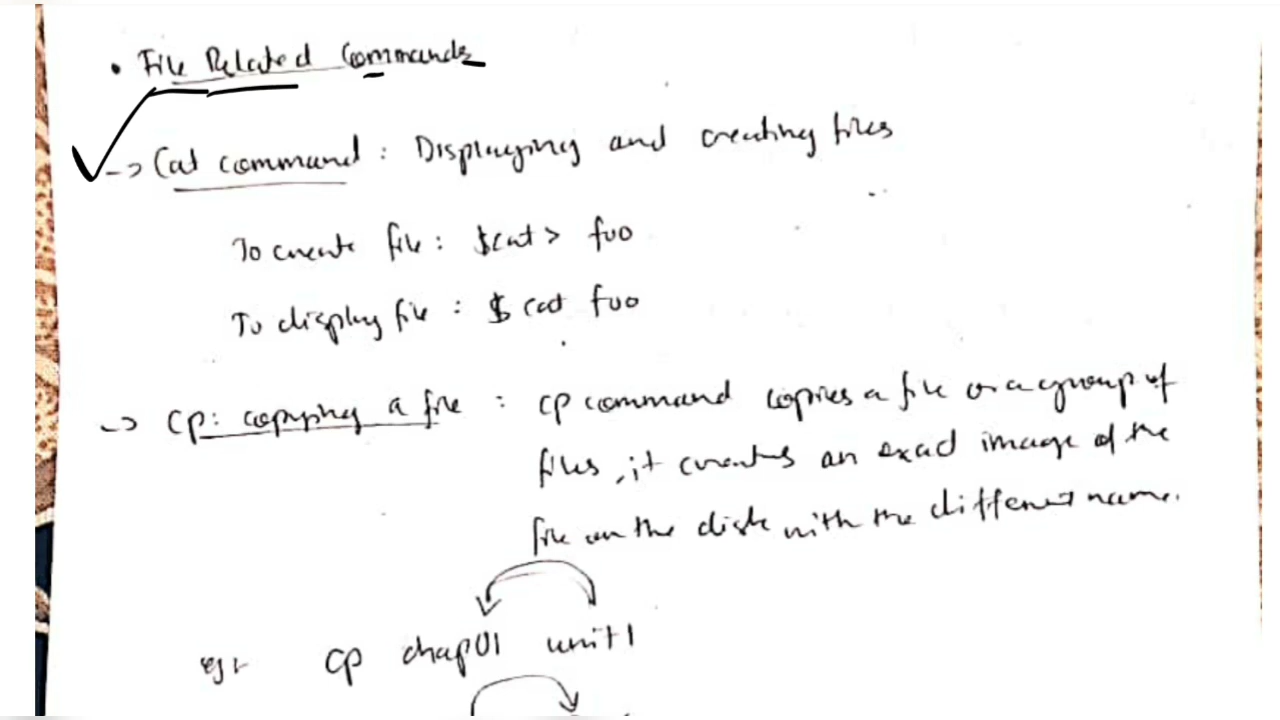 • File Related Commands
-> Cat command : Displaying and creating files
To create file : $cat > foo
To display file : $ cat foo
-> cp: copying a file : cp command copies a file or a group of
files, it creates an exact image of the
file on the disk with the different name.
eg:- cp chap01 unit1